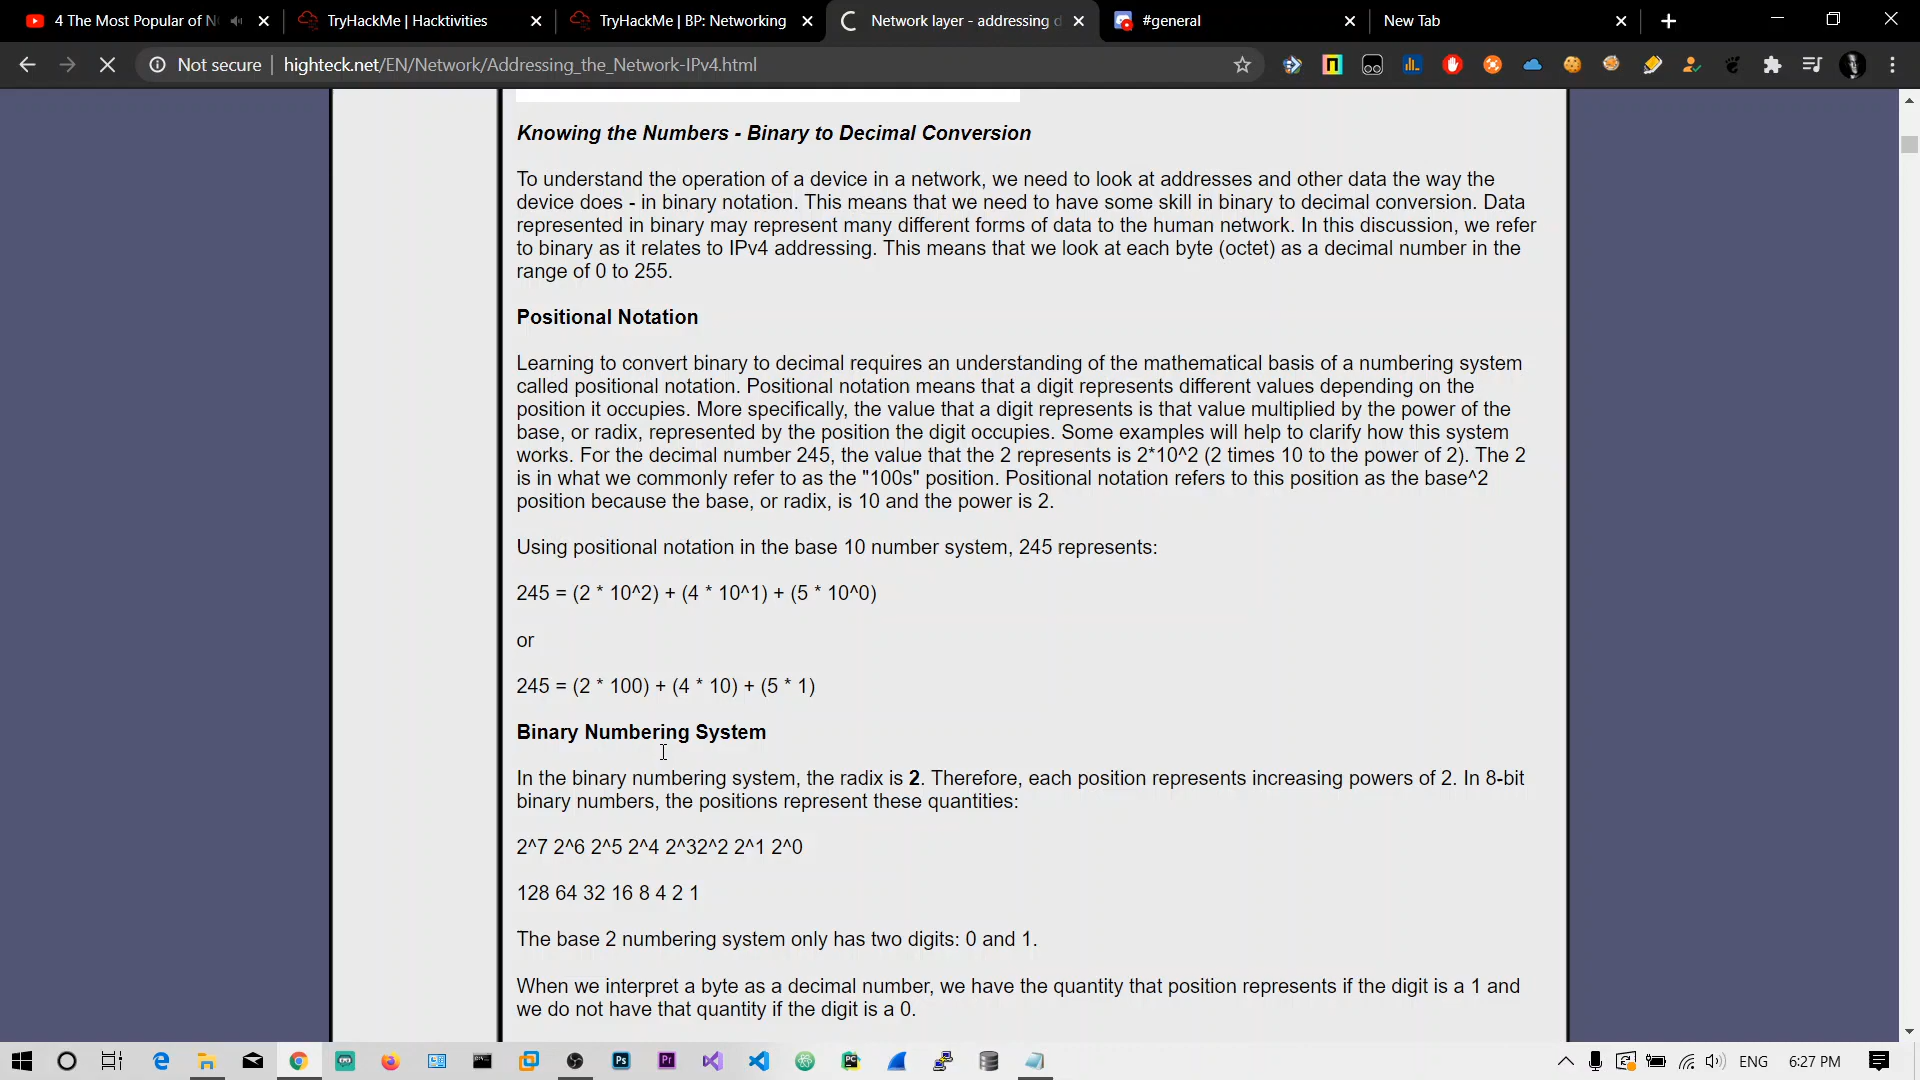 4 The Most Popular of N
TryHackMe | Hacktivities
TryHackMe | BP: Networking
Network layer - addressing
#general
New Tab
Not secure | highteck.net/EN/Network/Addressing_the_Network-IPv4.html
Knowing the Numbers - Binary to Decimal Conversion
To understand the operation of a device in a network, we need to look at addresses and other data the way the
device does - in binary notation. This means that we need to have some skill in binary to decimal conversion. Data
represented in binary may represent many different forms of data to the human network. In this discussion, we refer
to binary as it relates to IPv4 addressing. This means that we look at each byte (octet) as a decimal number in the
range of 0 to 255.
Positional Notation
Learning to convert binary to decimal requires an understanding of the mathematical basis of a numbering system
called positional notation. Positional notation means that a digit represents different values depending on the
position it occupies. More specifically, the value that a digit represents is that value multiplied by the power of the
base, or radix, represented by the position the digit occupies. Some examples will help to clarify how this system
works. For the decimal number 245, the value that the 2 represents is 2*10^2 (2 times 10 to the power of 2). The 2
is in what we commonly refer to as the "100s" position. Positional notation refers to this position as the base^2
position because the base, or radix, is 10 and the power is 2.
Using positional notation in the base 10 number system, 245 represents:
245 = (2 * 10^2) + (4 * 10^1) + (5 * 10^0)
or
245 = (2 * 100) + (4 * 10) + (5 * 1)
Binary Numbering System
In the binary numbering system, the radix is 2. Therefore, each position represents increasing powers of 2. In 8-bit
binary numbers, the positions represent these quantities:
2^7 2^6 2^5 2^4 2^32^2 2^1 2^0
128 64 32 16 8 4 2 1
The base 2 numbering system only has two digits: 0 and 1.
When we interpret a byte as a decimal number, we have the quantity that position represents if the digit is a 1 and
we do not have that quantity if the digit is a 0.
ENG
6:27 PM